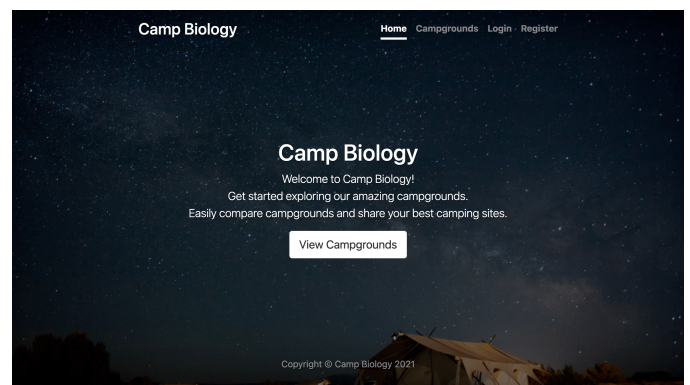 Camp Biology
Home Campgrounds Login Register
Camp Biology
Welcome to Camp Biology!
Get started exploring our amazing campgrounds.
Easily compare campgrounds and share your best camping sites.
View Campgrounds
Copyright © Camp Biology 2021